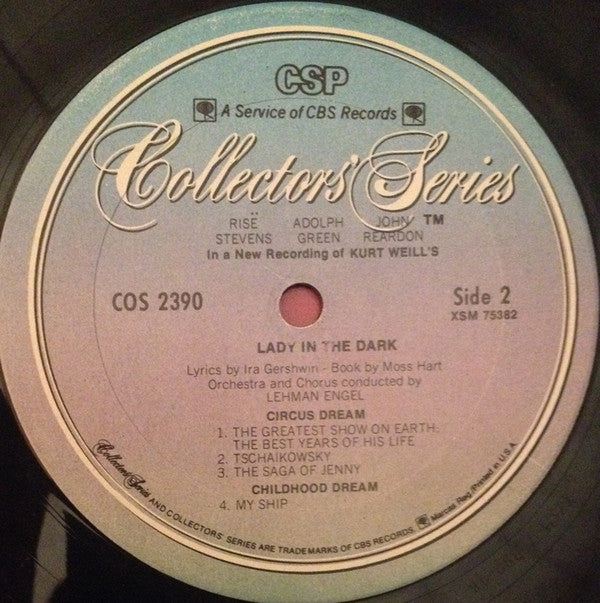 CSP
A Service of CBS Records
Collectors' Series
TM
RISË ADOLPH JOHN
STEVENS GREEN REARDON
In a New Recording of KURT WEILL'S
COS 2390
Side 2
XSM 75382
LADY IN THE DARK
Lyrics by Ira Gershwin - Book by Moss Hart
Orchestra and Chorus conducted by
LEHMAN ENGEL
CIRCUS DREAM
1. THE GREATEST SHOW ON EARTH;
THE BEST YEARS OF HIS LIFE
2. TSCHAIKOWSKY
3. THE SAGA OF JENNY
CHILDHOOD DREAM
4. MY SHIP
Collectors' Series AND COLLECTORS' SERIES ARE TRADEMARKS OF CBS RECORDS. Marcas Reg./Printed in U.S.A.